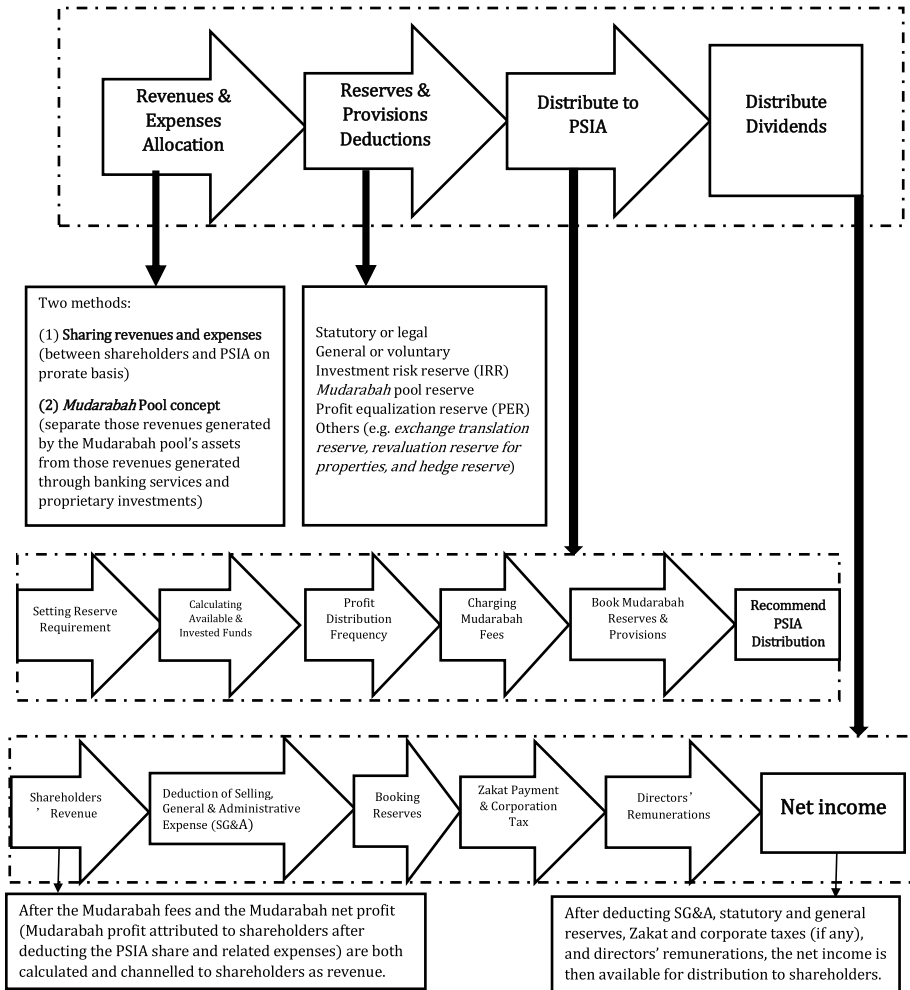 Revenues &
Expenses
Allocation
Reserves &
Provisions
Deductions
Distribute to
PSIA
Distribute
Dividends
Two methods:
(1) Sharing revenues and expenses
(between shareholders and PSIA on
prorate basis)
(2) Mudarabah Pool concept
(separate those revenues generated
by the Mudarabah pool's assets
from those revenues generated
through banking services and
proprietary investments)
Statutory or legal
General or voluntary
Investment risk reserve (IRR)
Mudarabah pool reserve
Profit equalization reserve (PER)
Others (e.g. exchange translation
reserve, revaluation reserve for
properties, and hedge reserve)
Setting Reserve
Requirement
Calculating
Available &
Invested Funds
Profit
Distribution
Frequency
Charging
Mudarabah
Fees
Book Mudarabah
Reserves &
Provisions
Recommend
PSIA
Distribution
Shareholders
' Revenue
Deduction of Selling,
General & Administrative
Expense (SG&A)
Booking
Reserves
Zakat Payment
& Corporation
Tax
Directors'
Remunerations
Net income
After the Mudarabah fees and the Mudarabah net profit
(Mudarabah profit attributed to shareholders after
deducting the PSIA share and related expenses) are both
calculated and channelled to shareholders as revenue.
After deducting SG&A, statutory and general
reserves, Zakat and corporate taxes (if any),
and directors' remunerations, the net income is
then available for distribution to shareholders.